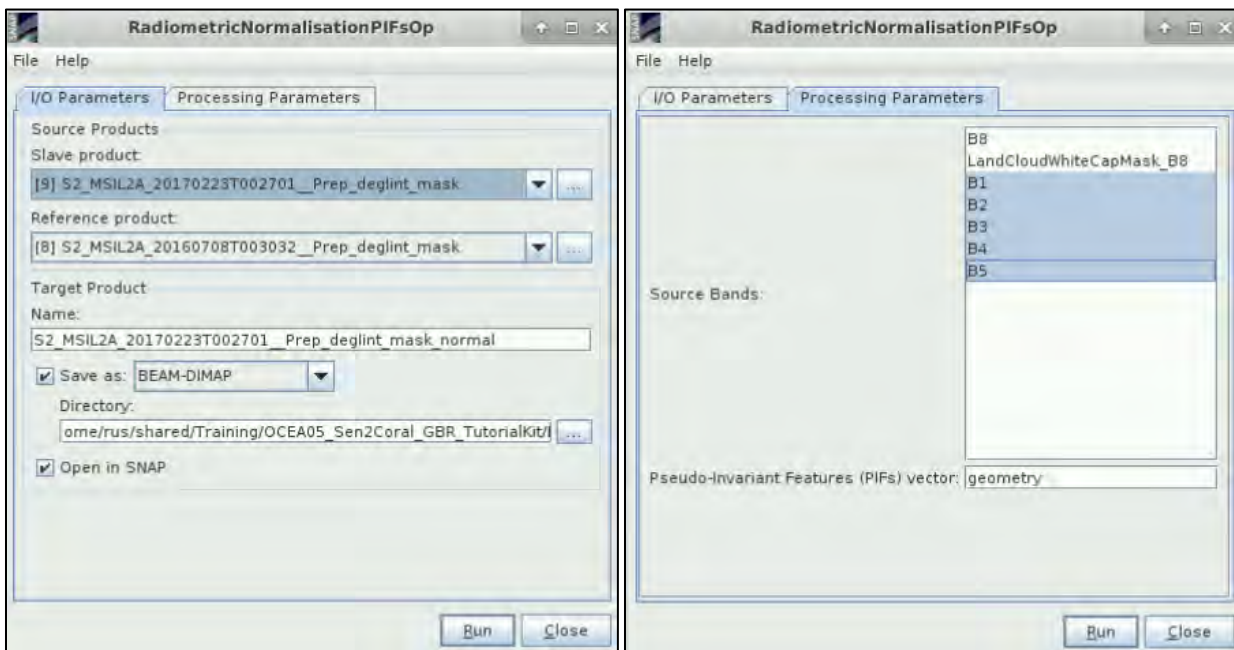 RadiometricNormalisationPIFsOp
File Help
I/O Parameters Processing Parameters
Source Products
Slave product:
[9] S2_MSIL2A_20170223T002701__Prep_deglint_mask
...
Reference product:
[8] S2_MSIL2A_20160708T003032__Prep_deglint_mask
...
Target Product
Name:
S2_MSIL2A_20170223T002701__Prep_deglint_mask_normal
Save as: BEAM-DIMAP
Directory:
ome/rus/shared/Training/OCEA05_Sen2Coral_GBR_TutorialKit/
...
Open in SNAP
Run Close
RadiometricNormalisationPIFsOp
File Help
I/O Parameters Processing Parameters
B8
LandCloudWhiteCapMask_B8
B1
B2
B3
B4
B5
Source Bands:
Pseudo-Invariant Features (PIFs) vector: geometry
Run Close